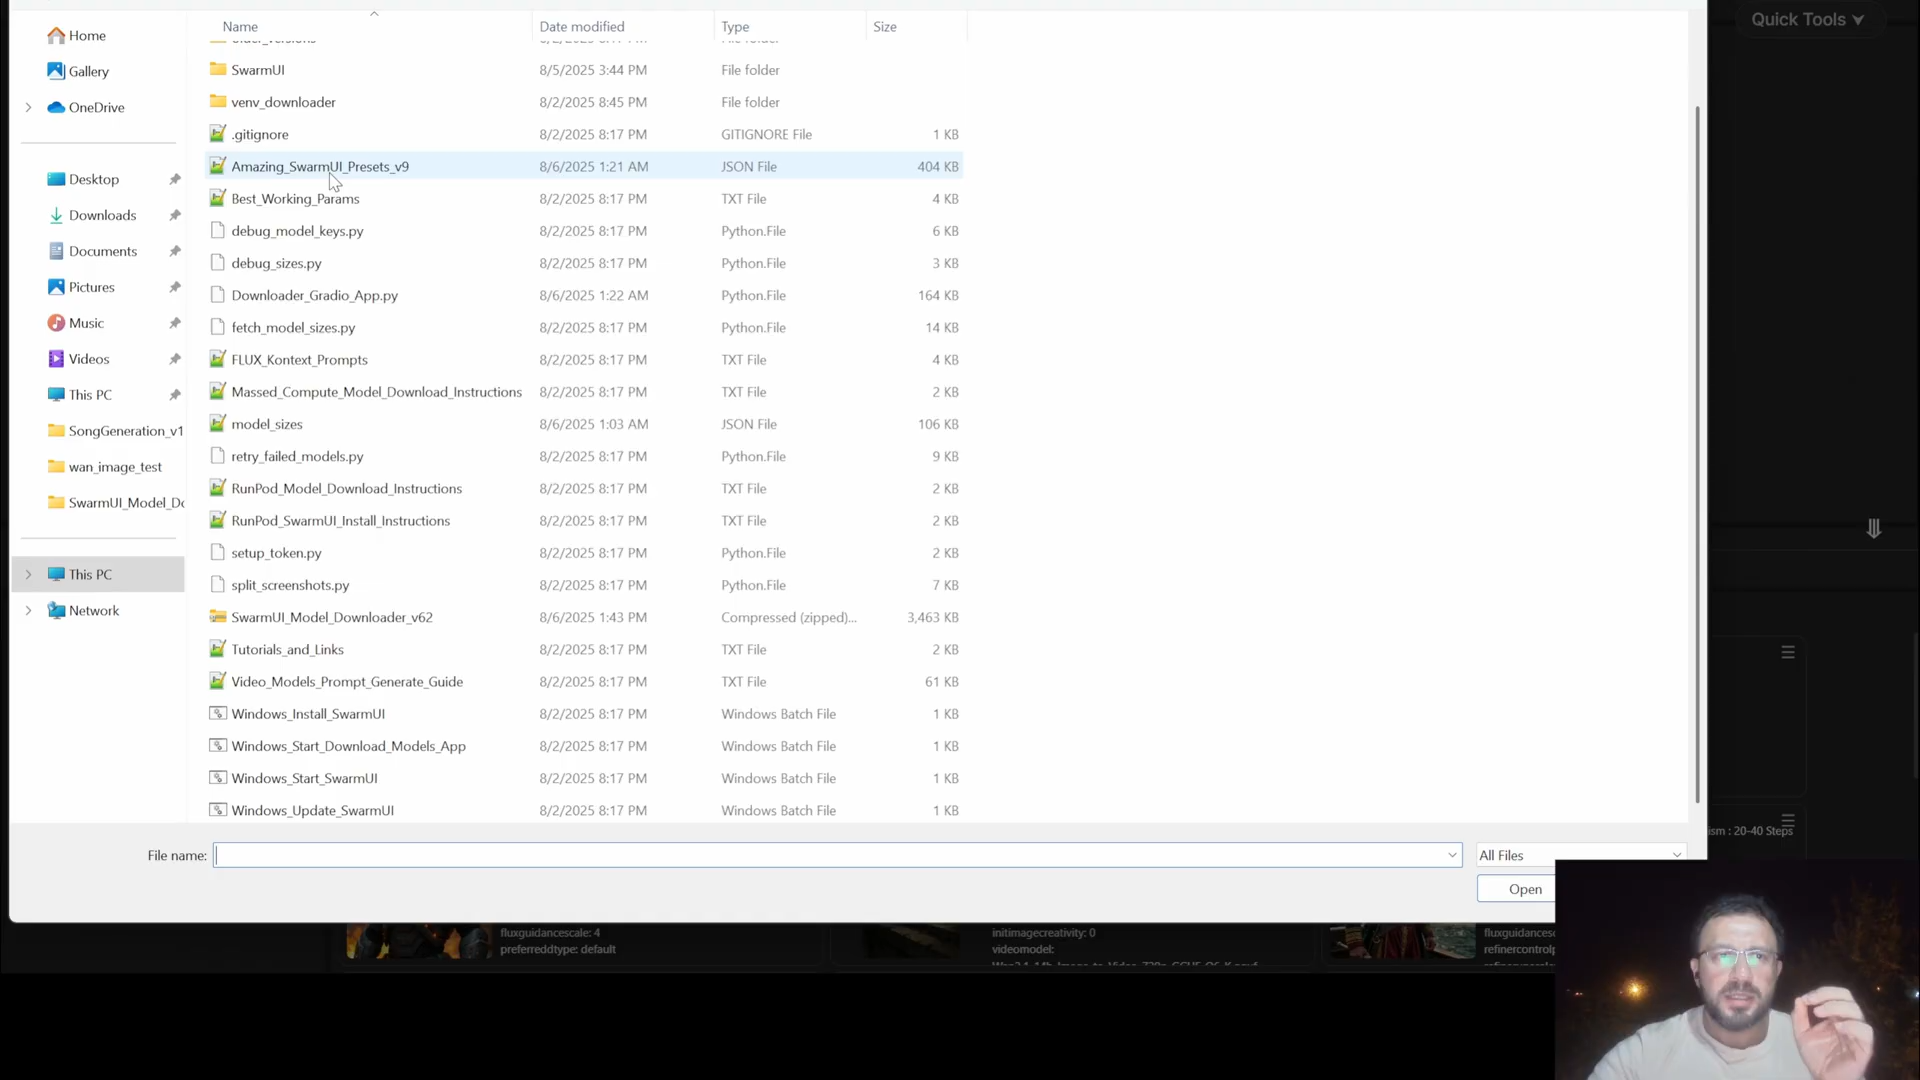 Quick Tools
Home
Gallery
OneDrive
Desktop
Downloads
Documents
Pictures
Music
Videos
This PC
SongGeneration_v1
wan_image_test
SwarmUI_Model_Dc
This PC
Network
Name Date modified Type Size
SwarmUI 8/5/2025 3:44 PM File folder
venv_downloader 8/2/2025 8:45 PM File folder
.gitignore 8/2/2025 8:17 PM GITIGNORE File 1 KB
Amazing_SwarmUI_Presets_v9 8/6/2025 1:21 AM JSON File 404 KB
Best_Working_Params 8/2/2025 8:17 PM TXT File 4 KB
debug_model_keys.py 8/2/2025 8:17 PM Python.File 6 KB
debug_sizes.py 8/2/2025 8:17 PM Python.File 3 KB
Downloader_Gradio_App.py 8/6/2025 1:22 AM Python.File 164 KB
fetch_model_sizes.py 8/2/2025 8:17 PM Python.File 14 KB
FLUX_Kontext_Prompts 8/2/2025 8:17 PM TXT File 4 KB
Massed_Compute_Model_Download_Instructions 8/2/2025 8:17 PM TXT File 2 KB
model_sizes 8/6/2025 1:03 AM JSON File 106 KB
retry_failed_models.py 8/2/2025 8:17 PM Python.File 9 KB
RunPod_Model_Download_Instructions 8/2/2025 8:17 PM TXT File 2 KB
RunPod_SwarmUI_Install_Instructions 8/2/2025 8:17 PM TXT File 2 KB
setup_token.py 8/2/2025 8:17 PM Python.File 2 KB
split_screenshots.py 8/2/2025 8:17 PM Python.File 7 KB
SwarmUI_Model_Downloader_v62 8/6/2025 1:43 PM Compressed (zipped)... 3,463 KB
Tutorials_and_Links 8/2/2025 8:17 PM TXT File 2 KB
Video_Models_Prompt_Generate_Guide 8/2/2025 8:17 PM TXT File 61 KB
Windows_Install_SwarmUI 8/2/2025 8:17 PM Windows Batch File 1 KB
Windows_Start_Download_Models_App 8/2/2025 8:17 PM Windows Batch File 1 KB
Windows_Start_SwarmUI 8/2/2025 8:17 PM Windows Batch File 1 KB
Windows_Update_SwarmUI 8/2/2025 8:17 PM Windows Batch File 1 KB
ism : 20-40 Steps
File name: All Files
Open
fluxguidancescale: 4
preferreddtype: default
initimagecreativity: 0
videomodel:
fluxguidances
refinercontrolp